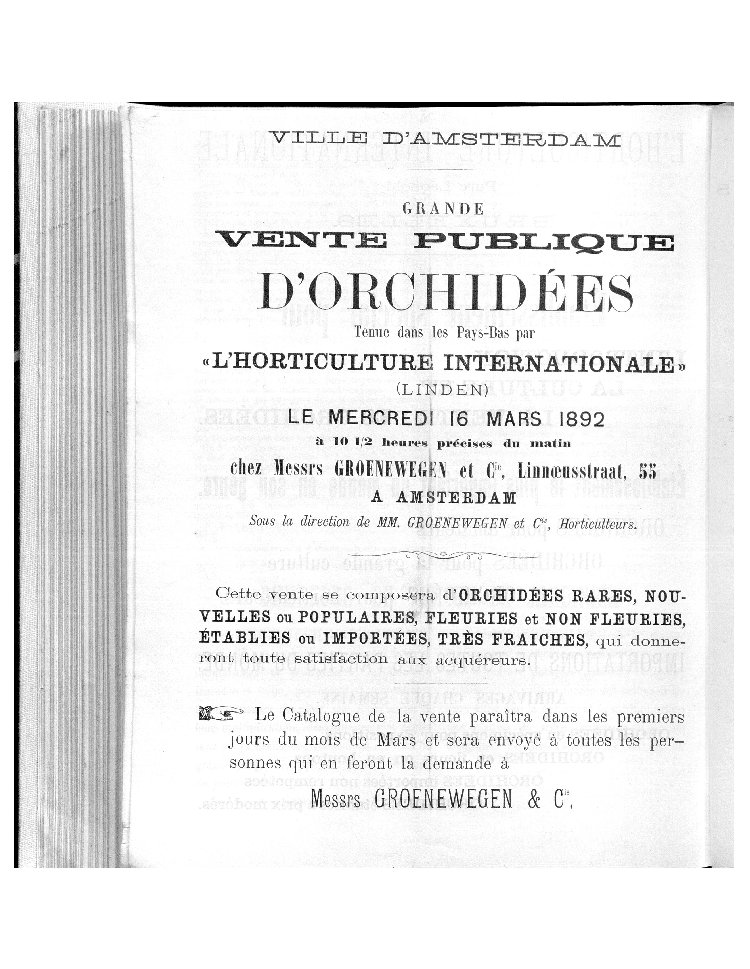 VILLE D'AMSTERDAM
GRANDE
VENTE PUBLIQUE
D'ORCHIDÉES
Tenue dans les Pays-Bas par
«L'HORTICULTURE INTERNATIONALE»
(LINDEN)
LE MERCREDI 16 MARS 1892
à 10 1/2 heures précises du matin
chez Messrs GROENEWEGEN et Cie, Linnœusstraat, 55
A AMSTERDAM
Sous la direction de MM. GROENEWEGEN et Cie, Horticulteurs.
Cette vente se composera d'ORCHIDÉES RARES, NOU-
VELLES ou POPULAIRES, FLEURIES et NON FLEURIES,
ÉTABLIES ou IMPORTÉES, TRÈS FRAICHES, qui donne-
ront toute satisfaction aux acquéreurs.
☞ Le Catalogue de la vente paraîtra dans les premiers
jours du mois de Mars et sera envoyé à toutes les per-
sonnes qui en feront la demande à
Messrs GROENEWEGEN & Cie,